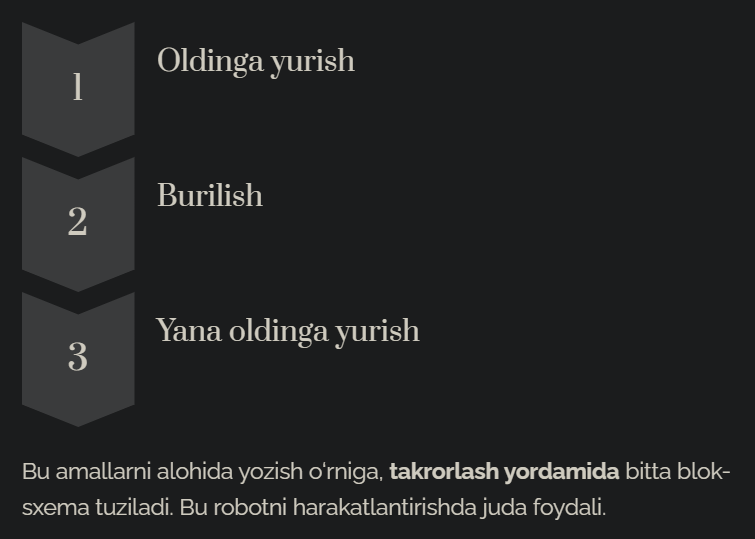 1
Oldinga yurish
2
Burilish
3
Yana oldinga yurish
Bu amallarni alohida yozish oʻrniga, takrorlash yordamida bitta blok-
sxema tuziladi. Bu robotni harakatlantirishda juda foydali.